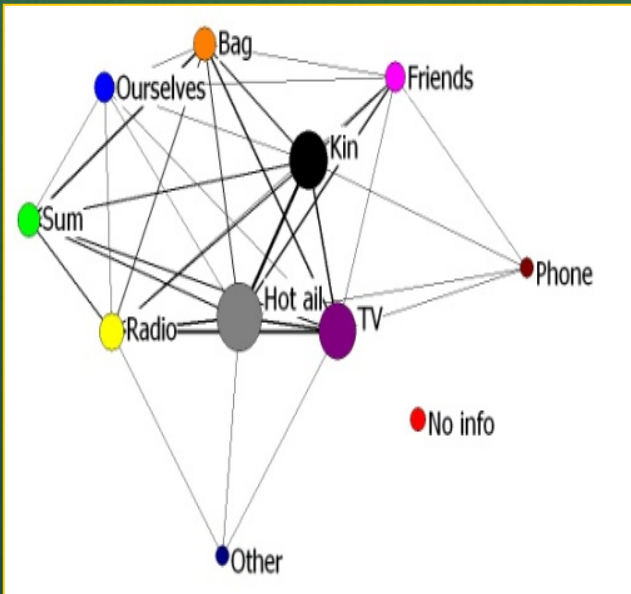 Bag
Friends
Ourselves
Kin
Sum
Phone
Hot ail
TV
Radio
No info
Other